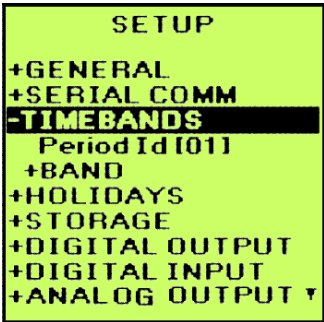 SETUP
+GENERAL
+SERIAL COMM
-TIMEBANDS
Period Id [01]
+BAND
+HOLIDAYS
+STORAGE
+DIGITAL OUTPUT
+DIGITAL INPUT
+ANALOG OUTPUT ▼